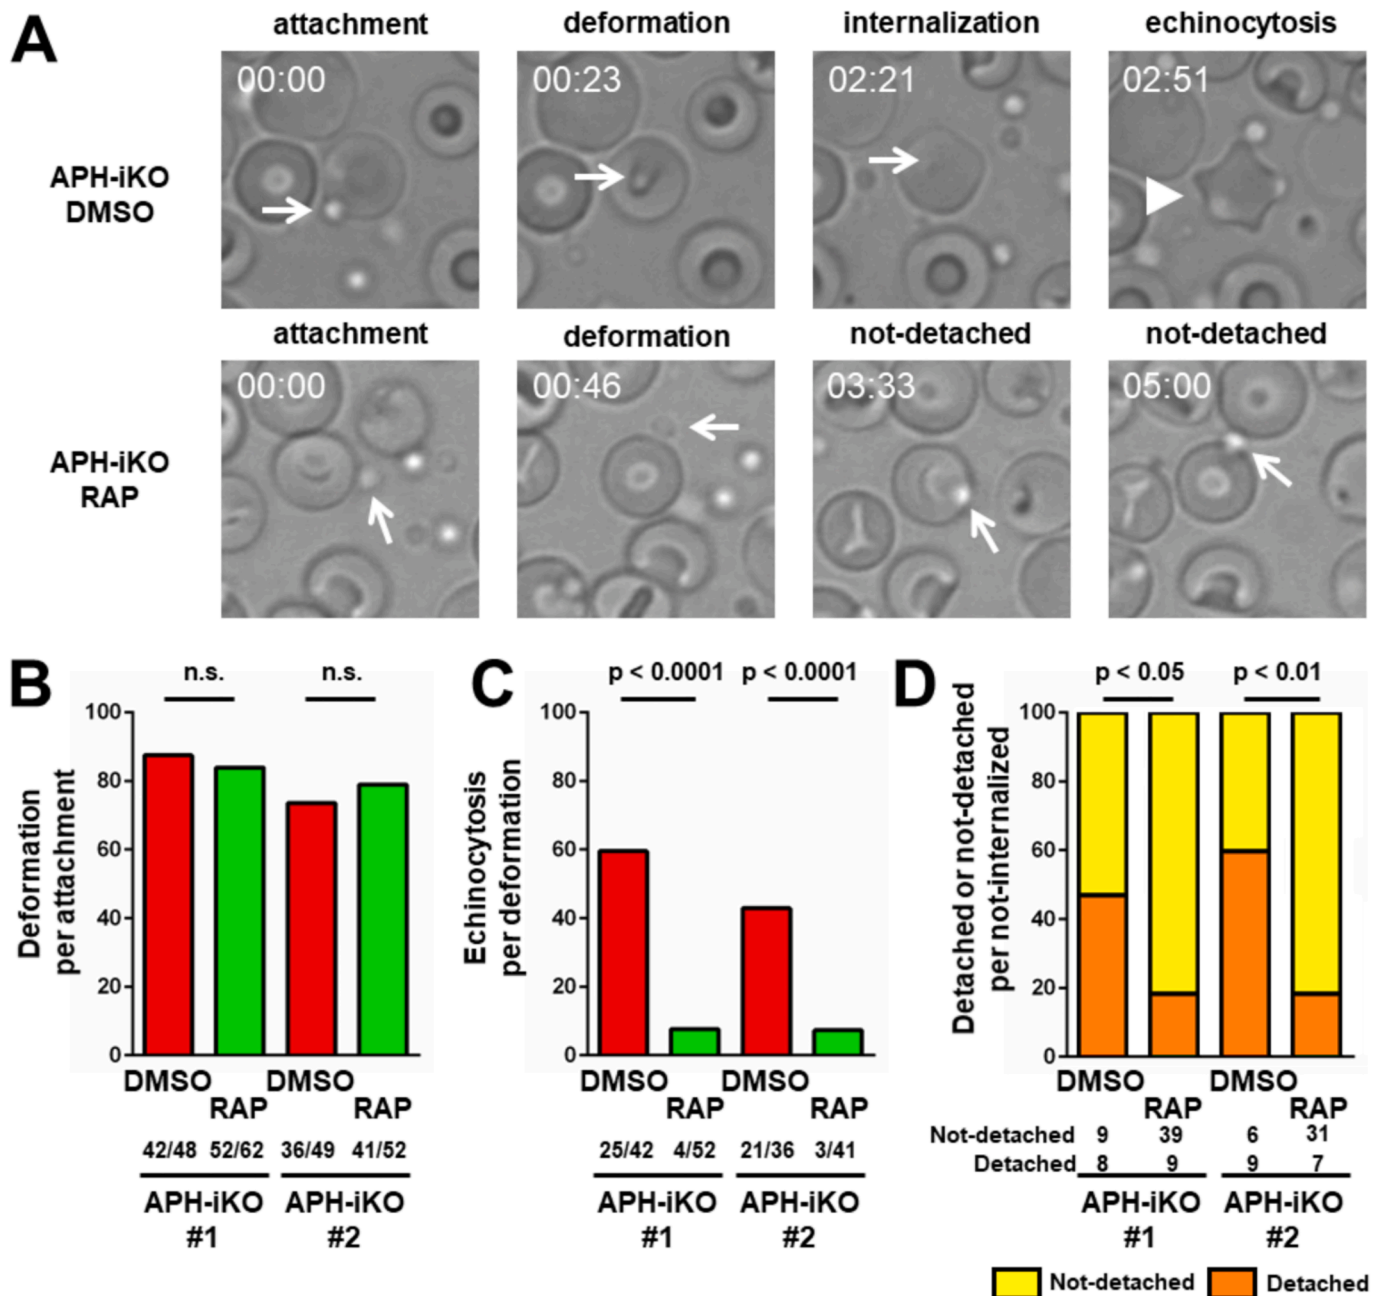 A
attachment deformation internalization echinocytosis
00:00 00:23 02:21 02:51
APH-iKO
DMSO
attachment deformation not-detached not-detached
00:00 00:46 03:33 05:00
APH-iKO
RAP
B
n.s. n.s.
Deformation
per attachment
100
80
60
40
20
0
DMSO DMSO
RAP RAP
42/48 52/62 36/49 41/52
APH-iKO APH-iKO
#1 #2
C
p < 0.0001 p < 0.0001
Echinocytosis
per deformation
100
80
60
40
20
0
DMSO DMSO
RAP RAP
25/42 4/52 21/36 3/41
APH-iKO APH-iKO
#1 #2
D
p < 0.05 p < 0.01
Detached or not-detached
per not-internalized
100
80
60
40
20
0
DMSO DMSO
RAP RAP
Not-detached 9 39 6 31
Detached 8 9 9 7
APH-iKO APH-iKO
#1 #2
Not-detached Detached